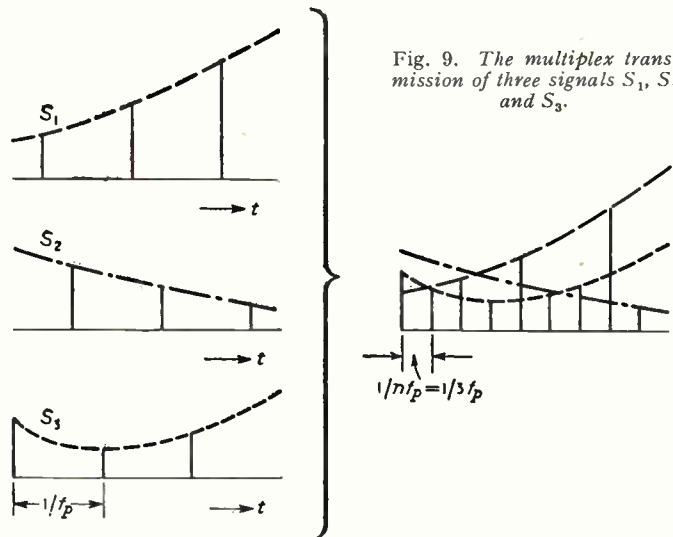 Fig. 9. The multiplex trans-
mission of three signals S₁, S
and S₃.
S₁
t
S₂
t
S₃
1/fₚ
t
1/nfₚ=1/3fₚ